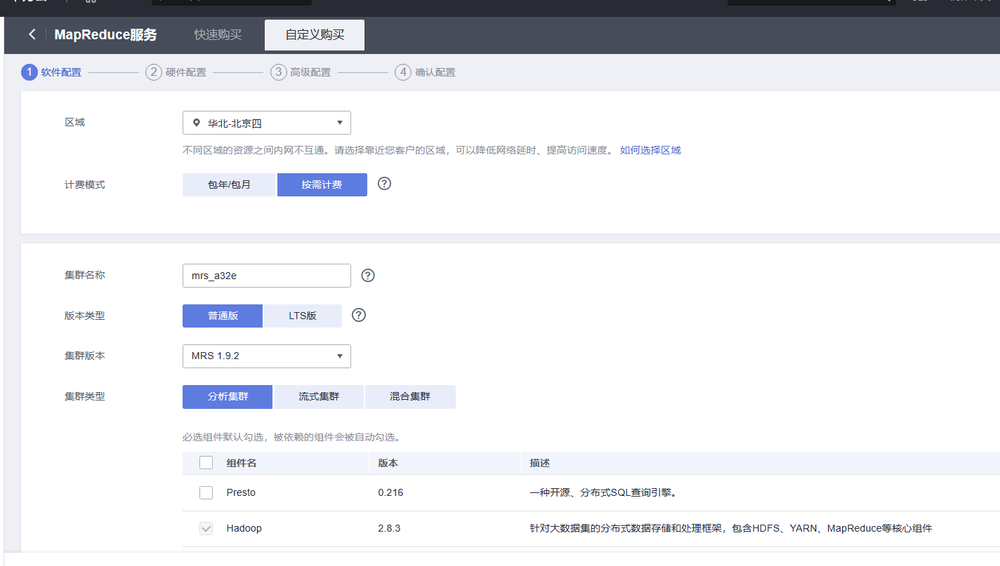 MapReduce服务 快速购买 自定义购买
1 软件配置 2 硬件配置 3 高级配置 4 确认配置
区域 华北-北京四
不同区域的资源之间内网不互通。请选择靠近您客户的区域，可以降低网络延时、提高访问速度。 如何选择区域
计费模式 包年/包月 按需计费 ?
集群名称 mrs_a32e ?
版本类型 普通版 LTS版 ?
集群版本 MRS 1.9.2
集群类型 分析集群 流式集群 混合集群
必选组件默认勾选，被依赖的组件会被自动勾选。
组件名 版本 描述
Presto 0.216 一种开源、分布式SQL查询引擎。
Hadoop 2.8.3 针对大数据集的分布式数据存储和处理框架，包含HDFS、YARN、MapReduce等核心组件